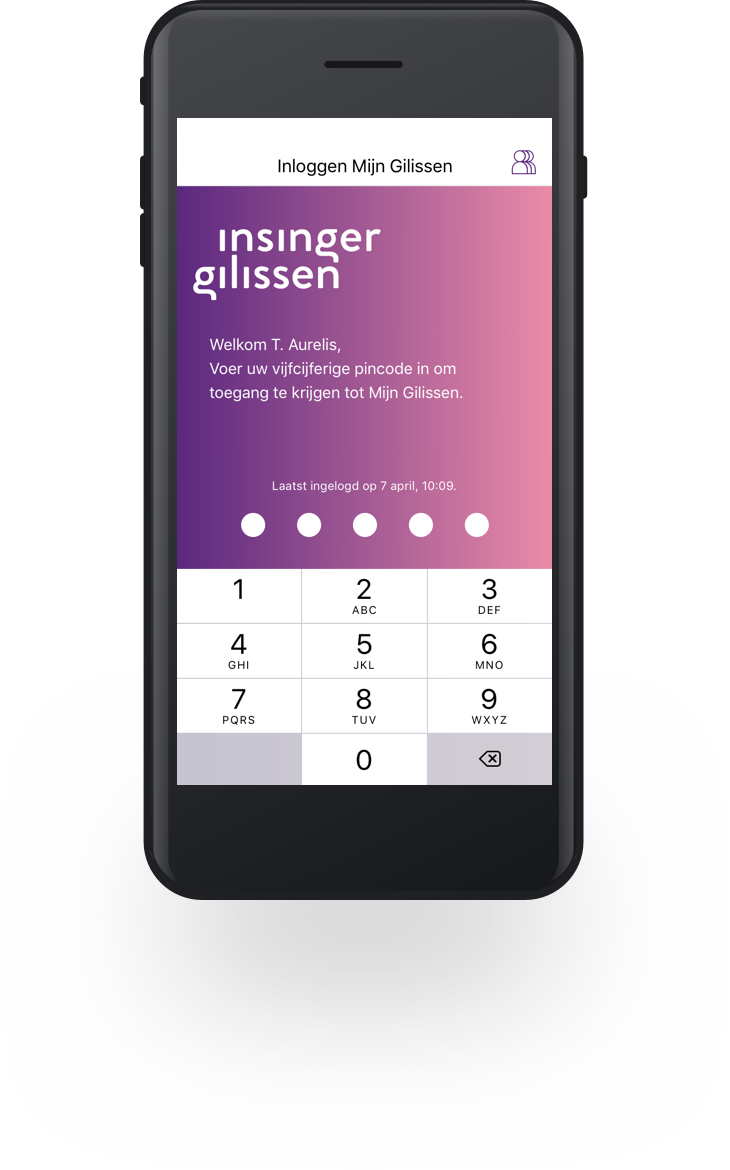 Inloggen Mijn Gilissen
insinger
gilissen
Welkom T. Aurelis,
Voer uw vijfcijferige pincode in om
toegang te krijgen tot Mijn Gilissen.
Laatst ingelogd op 7 april, 10:09.
1 2 3
ABC DEF
4 5 6
GHI JKL MNO
7 8 9
PQRS TUV WXYZ
0